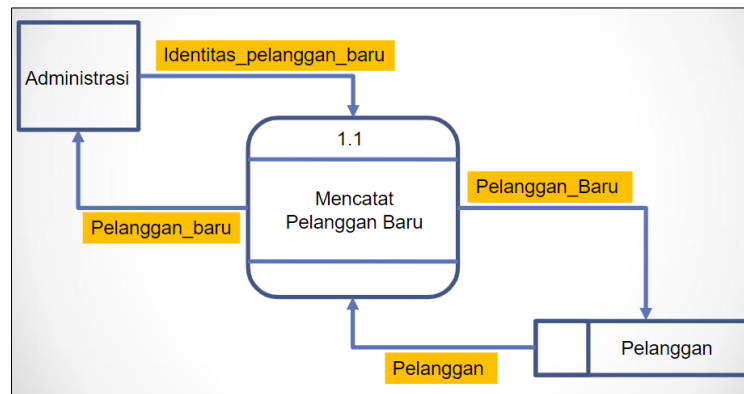 Identitas_pelanggan_baru
Administrasi
1.1
Mencatat
Pelanggan Baru
Pelanggan_Baru
Pelanggan_baru
Pelanggan
Pelanggan